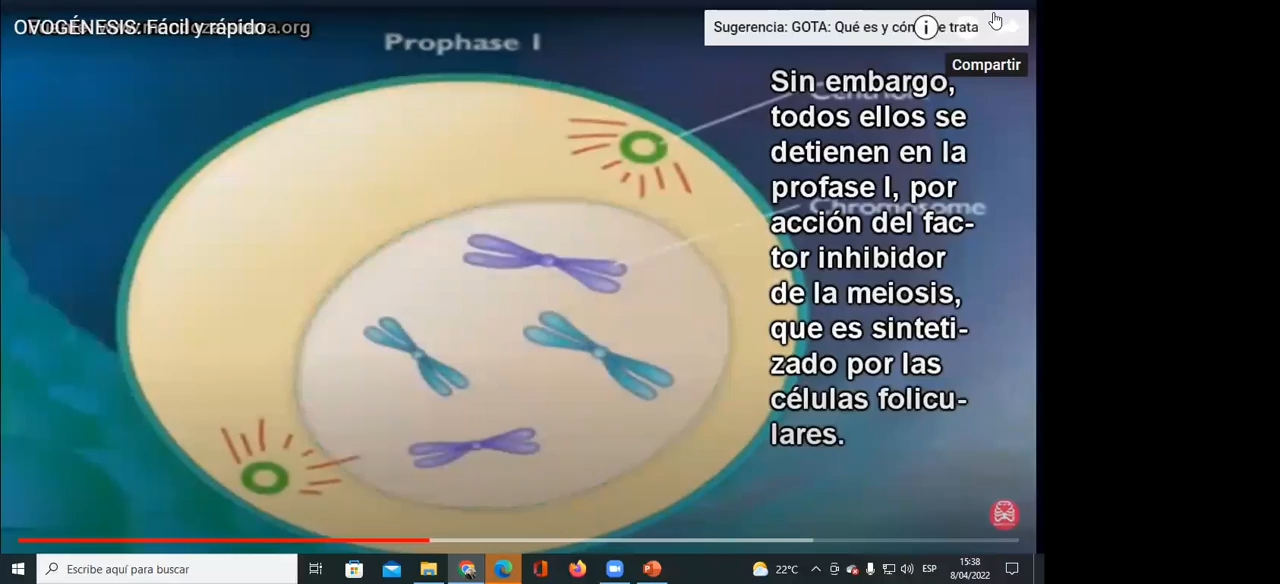 OVOGÉNESIS: Fácil y rápido
Sugerencia: GOTA: Qué es y cón e trata
Prophase I
Compartir
Sin embargo,
todos ellos se
detienen en la
profase I, por
acción del fac-
tor inhibidor
de la meiosis,
que es sinteti-
zado por las
células folicu-
lares.
Chromosome
Escribe aquí para buscar
22°C
ESP
15:38
8/04/2022